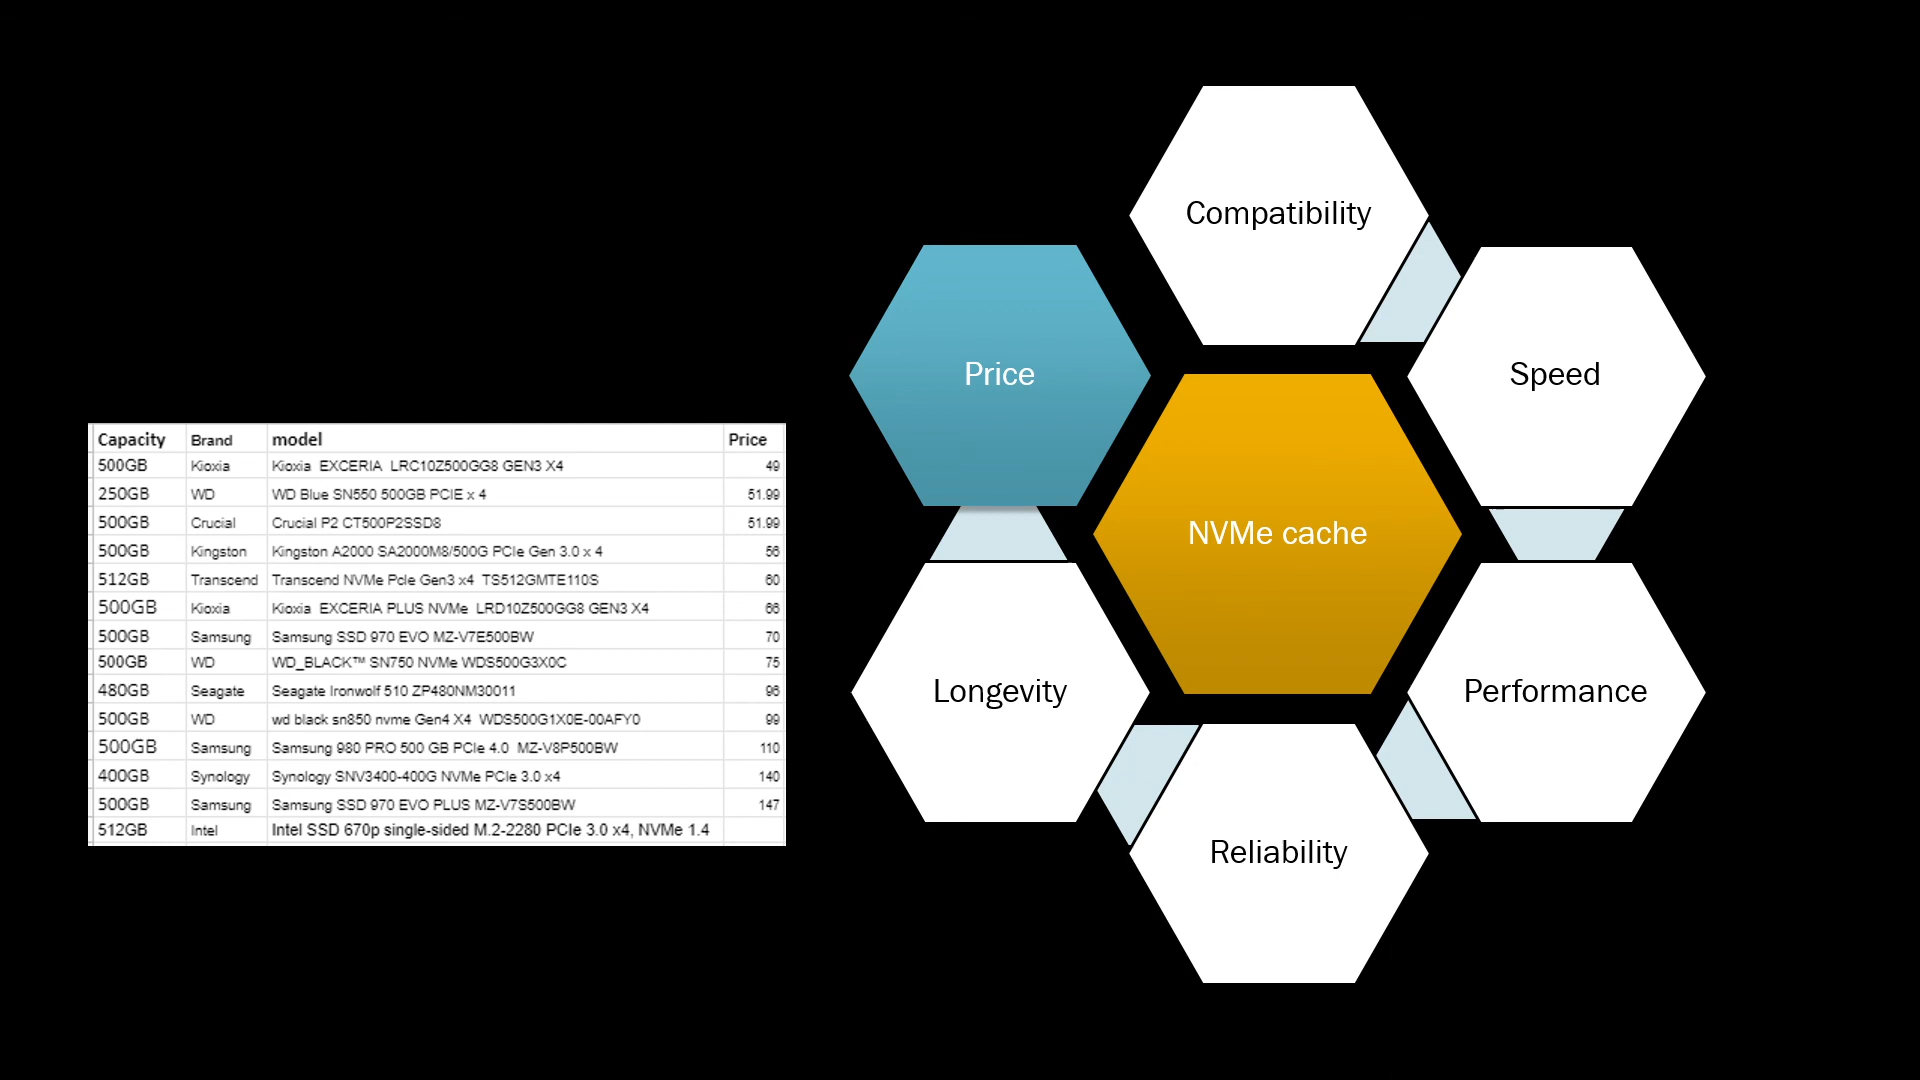 Capacity Brand model Price
500GB Kioxia Kioxia EXCERIA LRC10Z500GG8 GEN3 X4 49
250GB WD WD Blue SN550 500GB PCIE x 4 51.99
500GB Crucial Crucial P2 CT500P2SSD8 51.99
500GB Kingston Kingston A2000 SA2000M8/500G PCIe Gen 3.0 x 4 56
512GB Transcend Transcend NVMe PcIe Gen3 x4 TS512GMTE110S 60
500GB Kioxia Kioxia EXCERIA PLUS NVMe LRD10Z500GG8 GEN3 X4 66
500GB Samsung Samsung SSD 970 EVO MZ-V7E500BW 70
500GB WD WD_BLACK™ SN750 NVMe WDS500G3X0C 75
480GB Seagate Seagate Ironwolf 510 ZP480NM30011 96
500GB WD wd black sn850 nvme Gen4 X4 WDS500G1X0E-00AFY0 99
500GB Samsung Samsung 980 PRO 500 GB PCIe 4.0 MZ-V8P500BW 110
400GB Synology Synology SNV3400-400G NVMe PCIe 3.0 x4 140
500GB Samsung Samsung SSD 970 EVO PLUS MZ-V7S500BW 147
512GB Intel Intel SSD 670p single-sided M.2-2280 PCIe 3.0 x4, NVMe 1.4
Compatibility
Price
Speed
NVMe cache
Longevity
Performance
Reliability